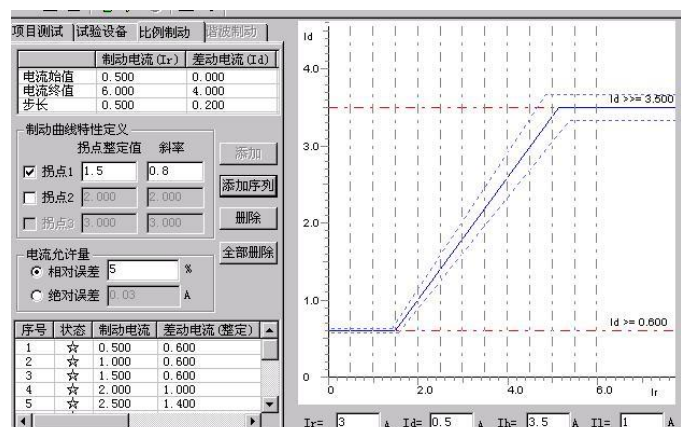 项目测试 试验设备 比例制动 谐波制动
制动电流(Ir) 差动电流(Id)
电流始值 0.500 0.000
电流终值 6.000 4.000
步长 0.500 0.200
制动曲线特性定义
拐点整定值 斜率
拐点1 1.5 0.8
拐点2 2.000 2.000
拐点3 3.000 3.000
添加
添加序列
删除
全部删除
电流允许量
相对误差 5 %
绝对误差 0.03 A
序号 状态 制动电流 差动电流(整定)
1 ☆ 0.500 0.600
2 ☆ 1.000 0.600
3 ☆ 1.500 0.600
4 ☆ 2.000 1.000
5 ☆ 2.500 1.400
Id
4.0
3.0
2.0
1.0
0
Id >>= 3.500
Id >= 0.600
0 2.0 4.0 6.0 Ir
Ir= 3 A Id= 0.5 A Ih= 3.5 A Il= 1 A